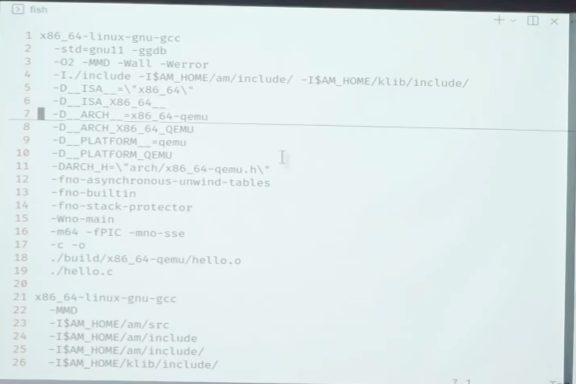 fish
1 x86_64-linux-gnu-gcc
2 -std=gnu11 -ggdb
3 -O2 -MMD -Wall -Werror
4 -I./include -I$AM_HOME/am/include/ -I$AM_HOME/klib/include/
5 -D__ISA__=\"x86_64\"
6 -D__ISA_X86_64__
7 -D__ARCH__=x86_64-qemu
8 -D__ARCH_X86_64_QEMU
9 -D__PLATFORM__=qemu
10 -D__PLATFORM_QEMU
11 -DARCH_H=\"arch/x86_64-qemu.h\"
12 -fno-asynchronous-unwind-tables
13 -fno-builtin
14 -fno-stack-protector
15 -Wno-main
16 -m64 -fPIC -mno-sse
17 -c -o
18 ./build/x86_64-qemu/hello.o
19 ./hello.c
20
21 x86_64-linux-gnu-gcc
22 -MMD
23 -I$AM_HOME/am/src
24 -I$AM_HOME/am/include
25 -I$AM_HOME/am/include/
26 -I$AM_HOME/klib/include/